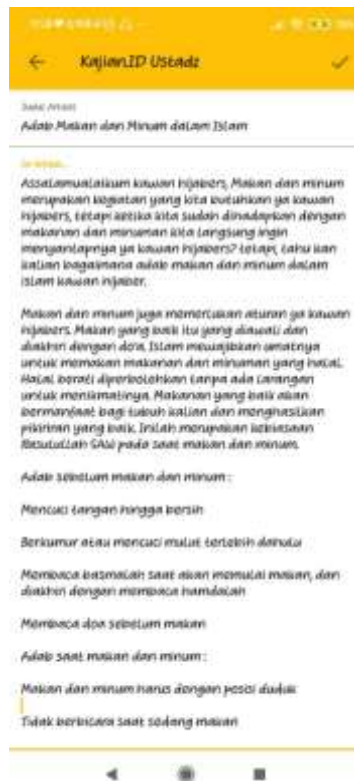 KajianID Ustadz
Judul Artikel
Adab Makan dan Minum dalam Islam
Assalamualaikum kawan hijabers, Makan dan minum
merupakan kegiatan yang kita butuhkan ya kawan
hijabers, tetapi ketika kita sudah dihadapkan dengan
makanan dan minuman kita langsung ingin
menyantapnya ya kawan hijabers? tetapi, tahu kan
kalian bagaimana adab makan dan minum dalam
islam kawan hijaber.
Makan dan minum juga memerlukan aturan ya kawan
hijabers. Makan yang baik itu yang diawali dan
diakhiri dengan do'a. Islam mewajibkan umatnya
untuk memakan makanan dan minuman yang halal.
Halal berati diperbolehkan tanpa ada larangan
untuk menikmatinya. Makanan yang baik akan
bermanfaat bagi tubuh kalian dan menghasilkan
pikiran yang baik. Inilah merupakan kebiasaan
Rasulullah SAW pada saat makan dan minum.
Adab sebelum makan dan minum :
Mencuci tangan hingga bersih
Berkumur atau mencuci mulut terlebih dahulu
Membaca basmalah saat akan memulai makan, dan
diakhiri dengan membaca hamdalah
Membaca doa sebelum makan
Adab saat makan dan minum :
Makan dan minum harus dengan posisi duduk
Tidak berbicara saat sedang makan